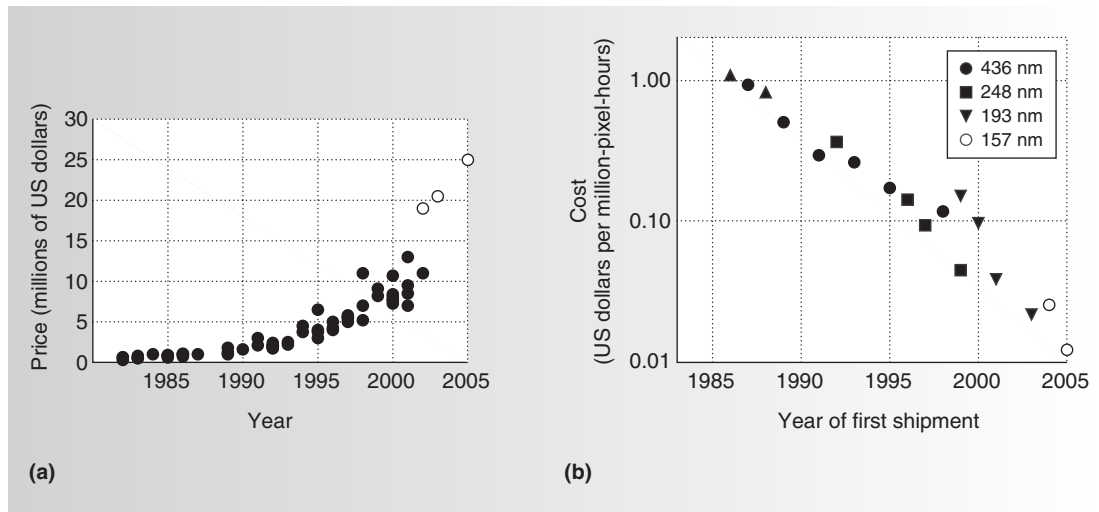 Price (millions of US dollars)
30
25
20
15
10
5
0
1985 1990 1995 2000 2005
Year
(a)
Cost
(US dollars per million-pixel-hours)
1.00
0.10
0.01
436 nm
248 nm
193 nm
157 nm
1985 1990 1995 2000 2005
Year of first shipment
(b)